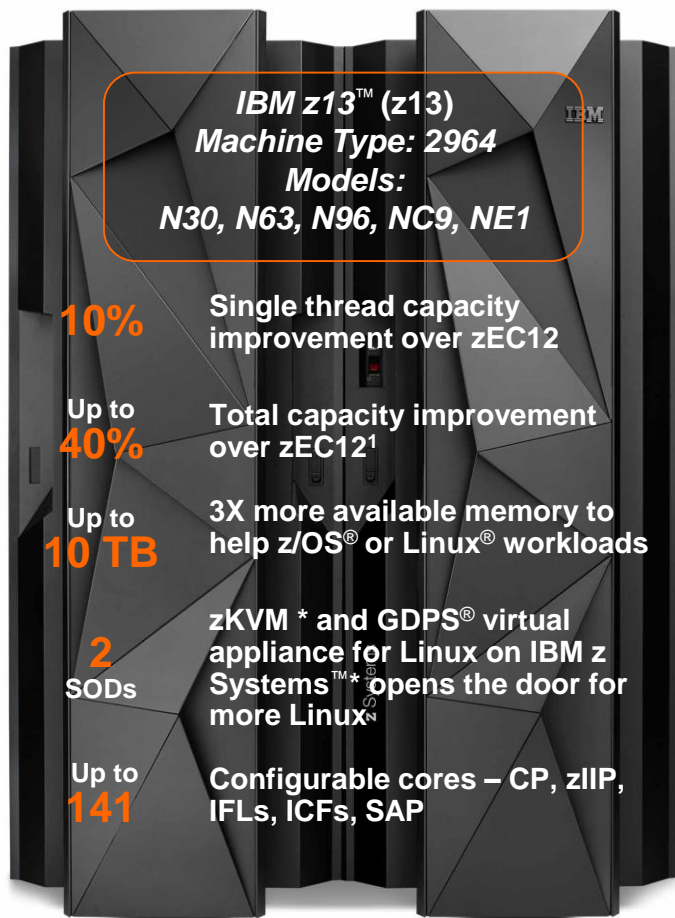 IBM z13™ (z13)
IBM
Machine Type: 2964
Models:
N30, N63, N96, NC9, NE1
10%
Single thread capacity
improvement over zEC12
Up to
40%
Total capacity improvement
over zEC12¹
Up to
10 TB
3X more available memory to
help z/OS® or Linux® workloads
2
SODs
zKVM * and GDPS® virtual
appliance for Linux on IBM z
Systems™* opens the door for
more Linux
z Systems
Up to
141
Configurable cores – CP, zIIP,
IFLs, ICFs, SAP